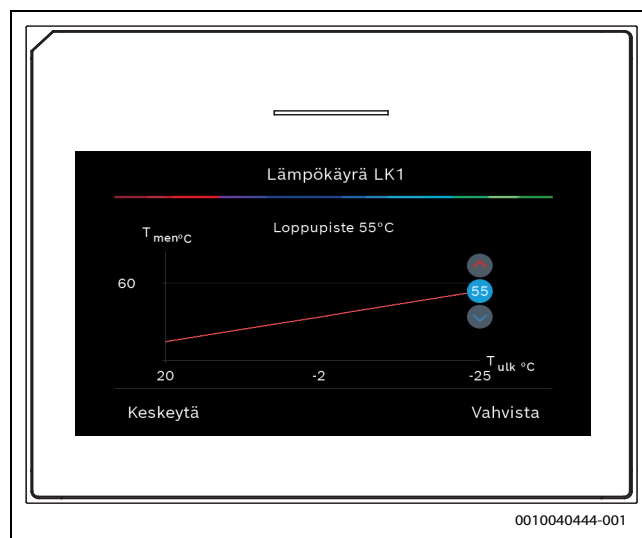 Lämpökäyrä LK1
Loppupiste 55°C
T men°C
60
55
T ulk °C
20 -2 -25
Keskeytä Vahvista
0010040444-001